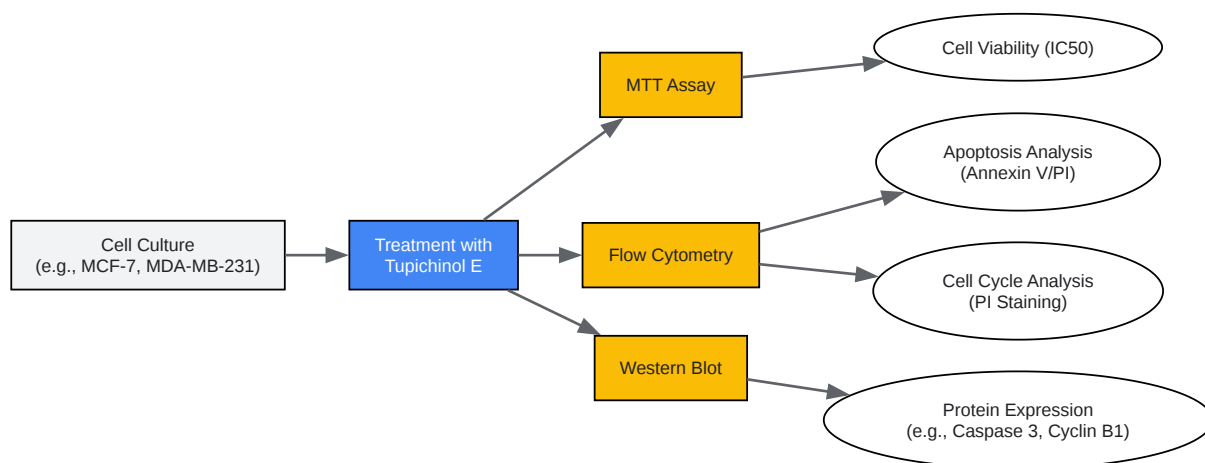 Cell Culture
(e.g., MCF-7, MDA-MB-231)
Treatment with
Tupichinol E
MTT Assay
Flow Cytometry
Western Blot
Cell Viability (IC50)
Apoptosis Analysis
(Annexin V/PI)
Cell Cycle Analysis
(PI Staining)
Protein Expression
(e.g., Caspase 3, Cyclin B1)